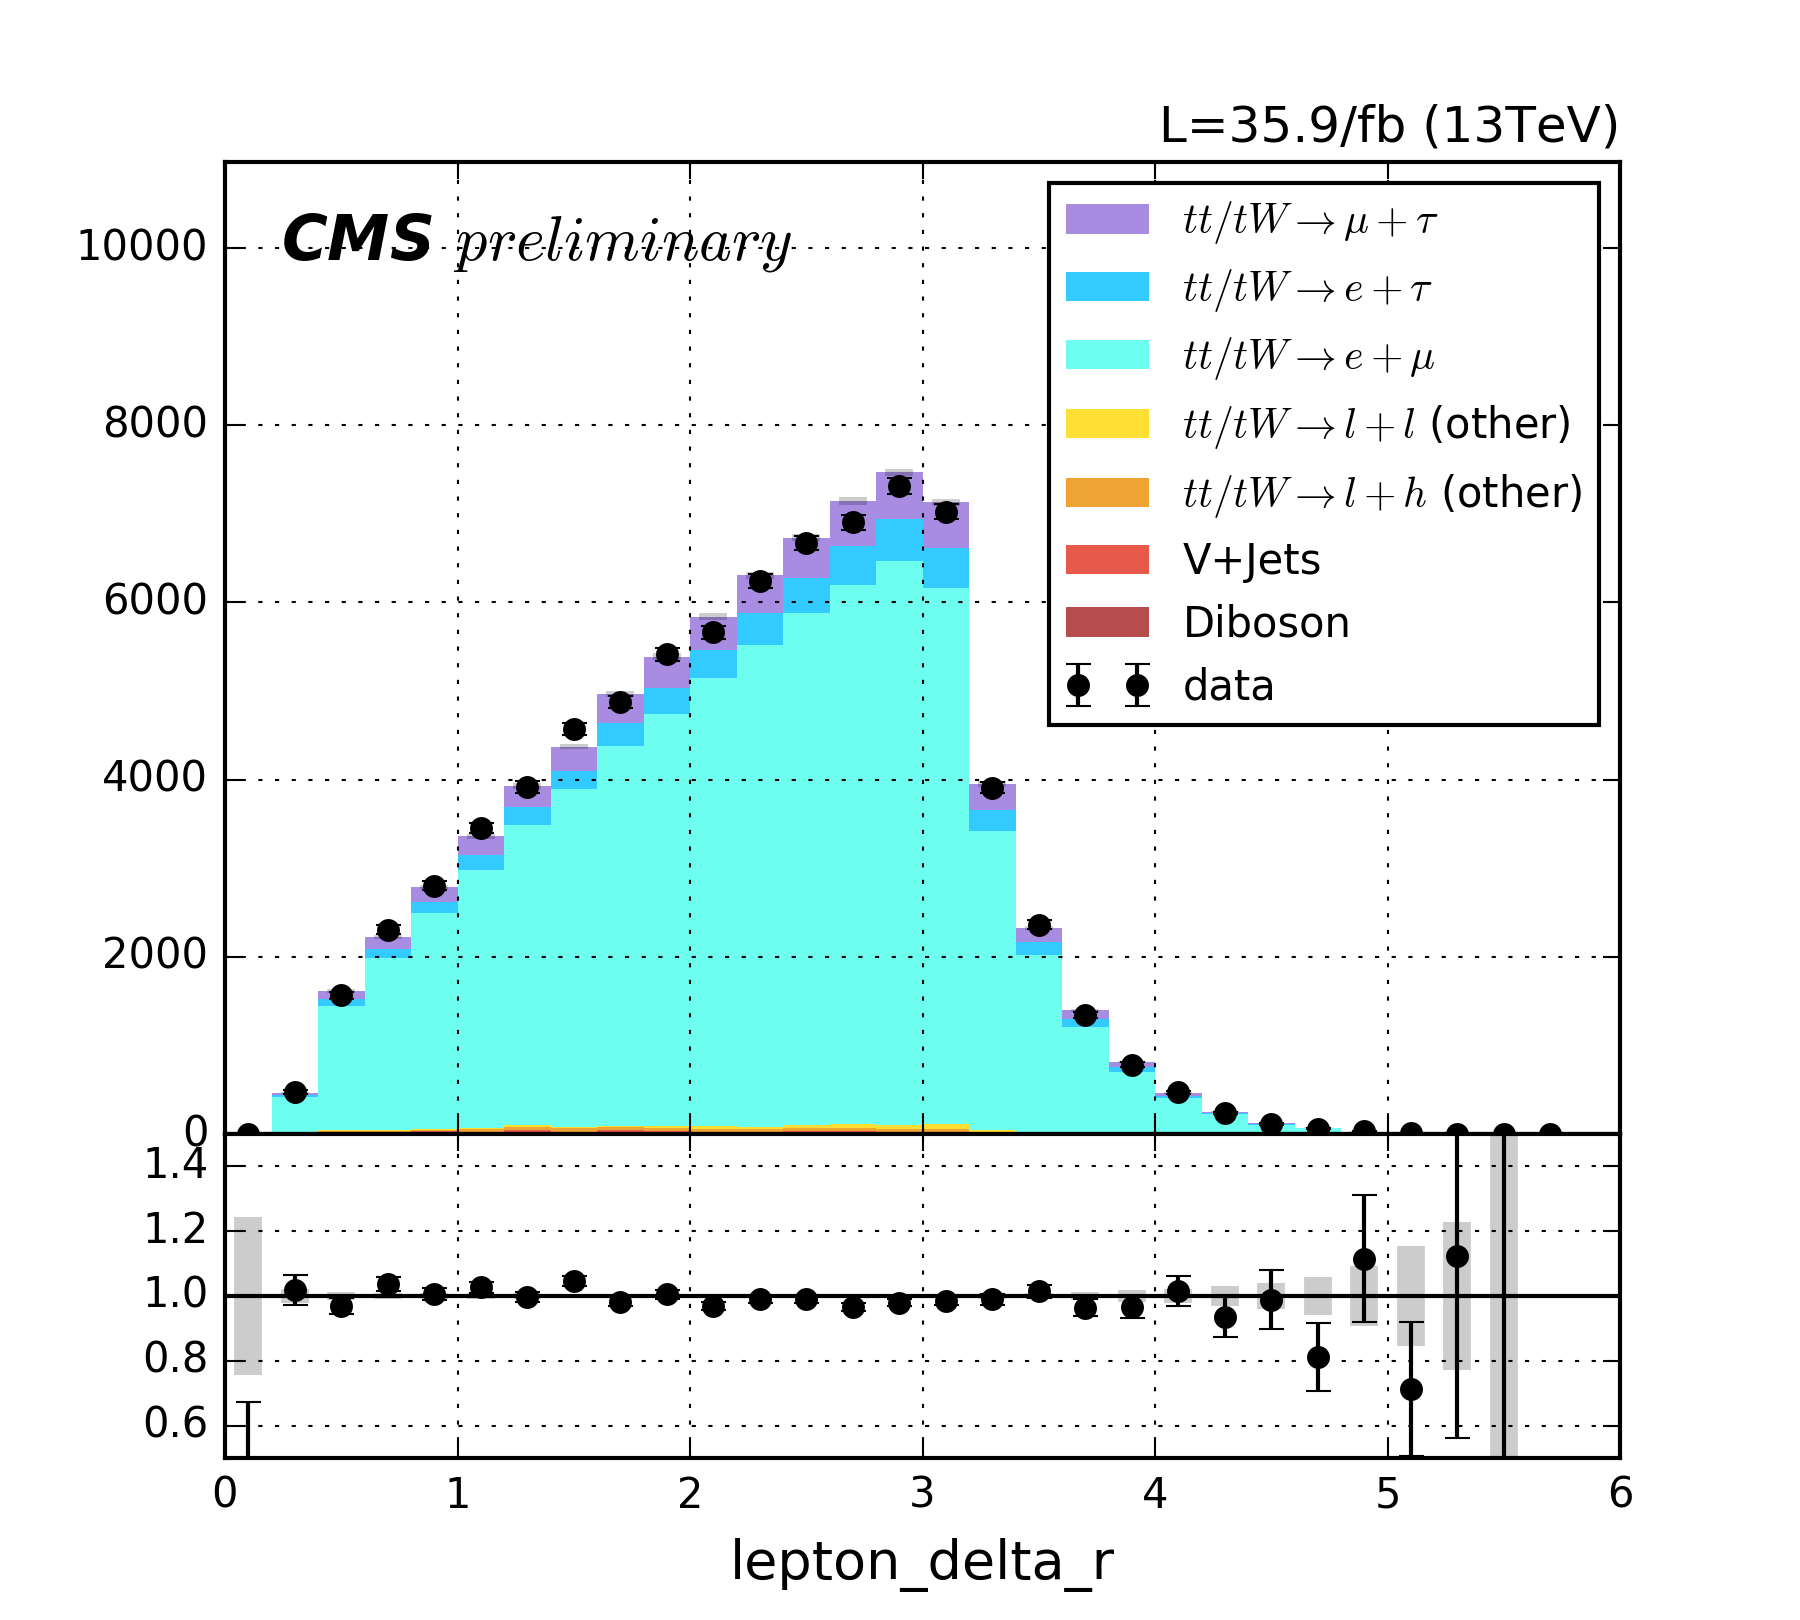 L=35.9/fb (13TeV)
CMS preliminary
tt/tW→μ+τ
tt/tW→e+τ
tt/tW→e+μ
tt/tW→l+l (other)
tt/tW→l+h (other)
V+Jets
Diboson
data
10000
8000
6000
4000
2000
0
1.4
1.2
1.0
0.8
0.6
0 1 2 3 4 5 6
lepton_delta_r